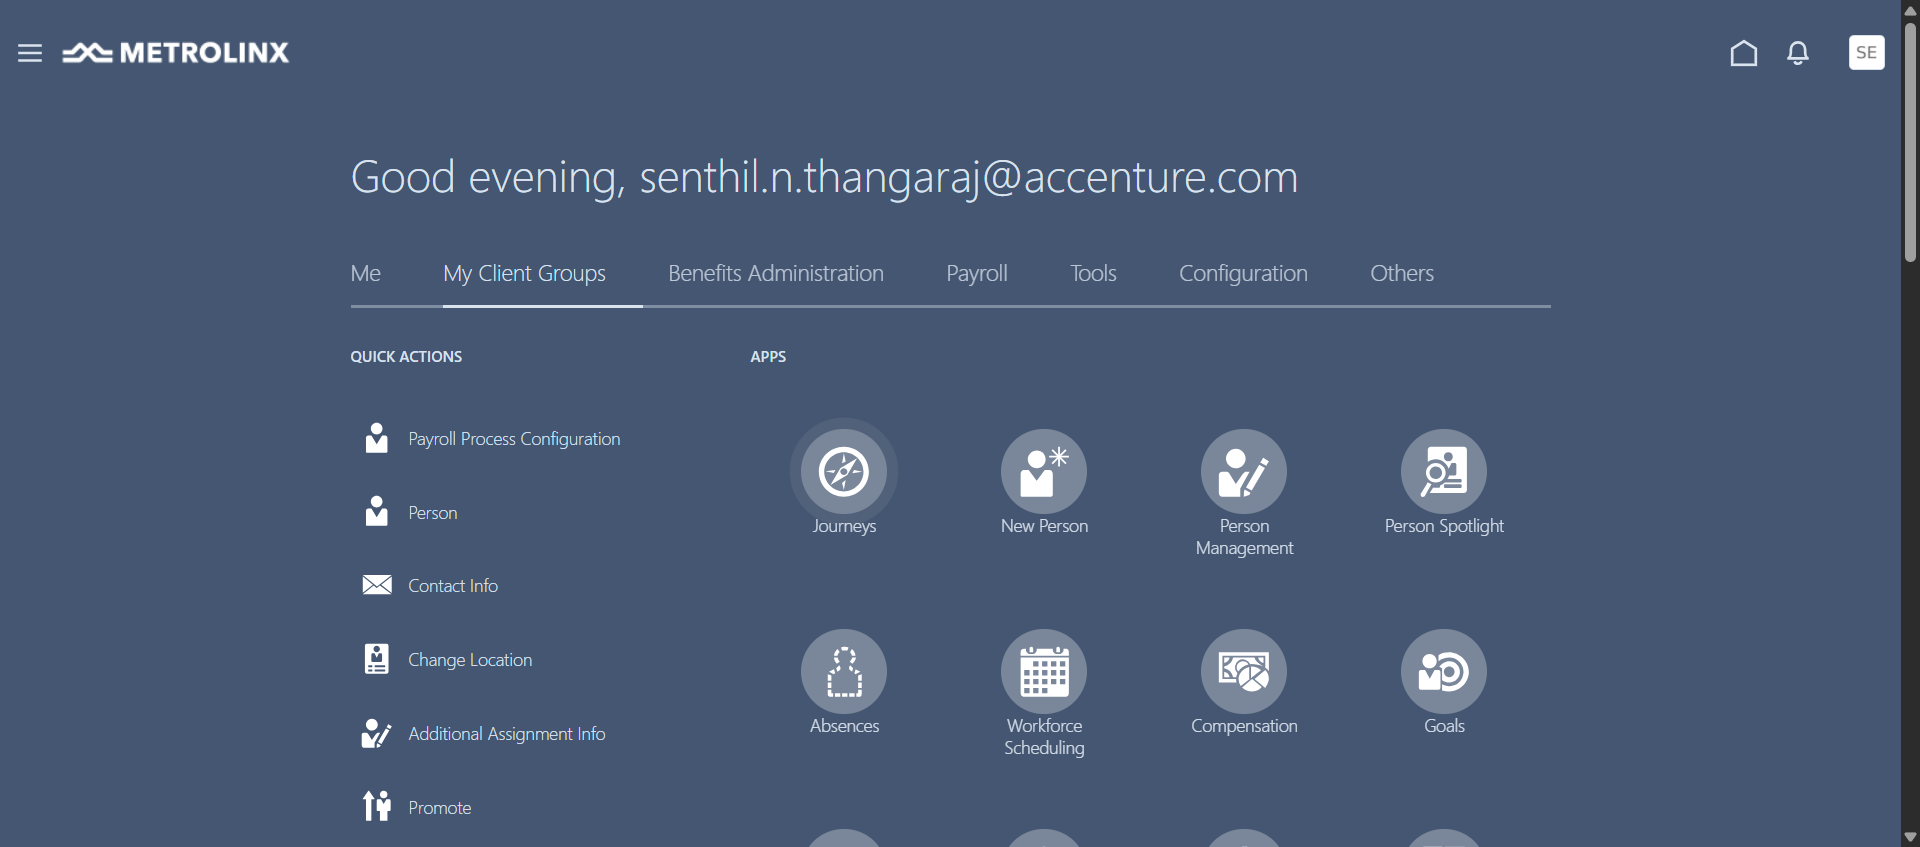 METROLINX
SE
Good evening, senthil.n.thangaraj@accenture.com
Me
My Client Groups
Benefits Administration
Payroll
Tools
Configuration
Others
QUICK ACTIONS
Payroll Process Configuration
Person
Contact Info
Change Location
Additional Assignment Info
Promote
APPS
Journeys
New Person
Person
Management
Person Spotlight
Absences
Workforce
Scheduling
Compensation
Goals